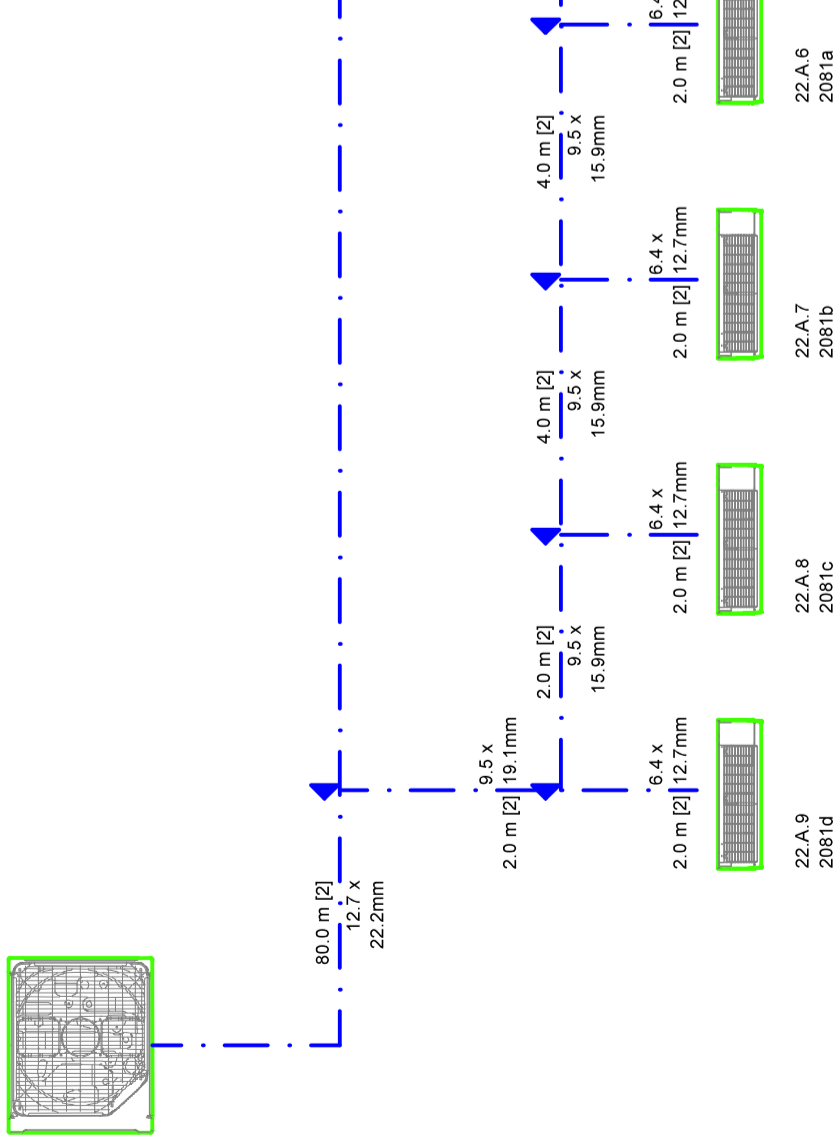 80.0 m [2]
12.7 x
22.2mm
9.5 x
2.0 m [2] 19.1mm
2.0 m [2]
9.5 x
15.9mm
4.0 m [2]
9.5 x
15.9mm
4.0 m [2]
9.5 x
15.9mm
6.4 x
2.0 m [2] 12.7mm
6.4 x
2.0 m [2] 12.7mm
6.4 x
2.0 m [2] 12.7mm
2.0 m [2]
22.A.9
2081d
22.A.8
2081c
22.A.7
2081b
22.A.6
2081a